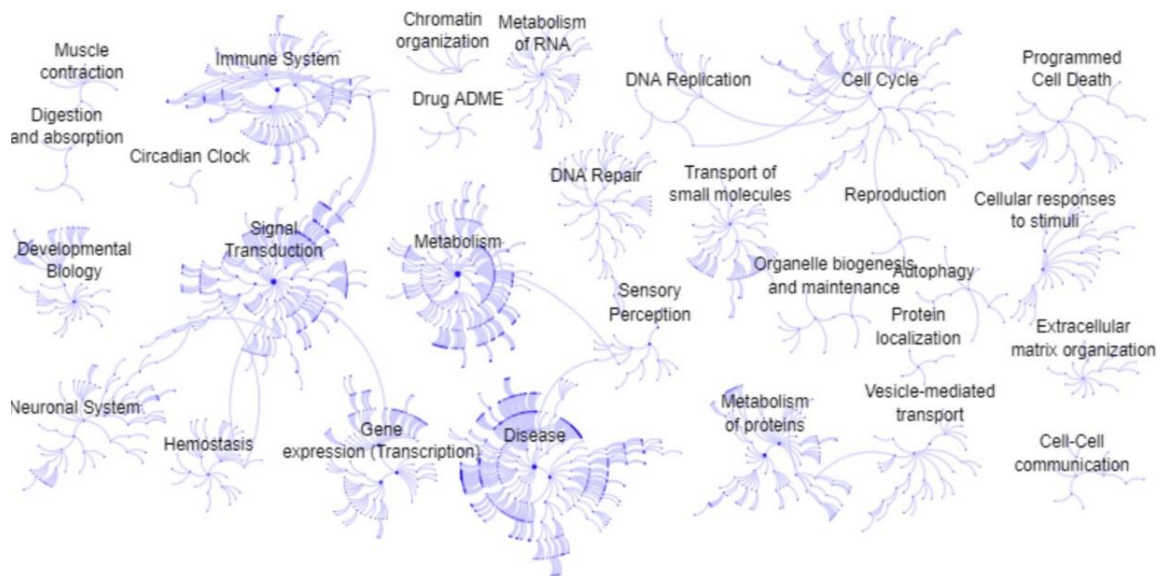 Muscle
contraction
Immune System
Chromatin
organization
Metabolism
of RNA
DNA Replication
Cell Cycle
Programmed
Cell Death
Digestion
and absorption
Drug ADME
Circadian Clock
DNA Repair
Transport of
small molecules
Reproduction
Cellular responses
to stimuli
Developmental
Biology
Signal
Transduction
Metabolism
Organelle biogenesis
and maintenance
Autophagy
Sensory
Perception
Protein
localization
Extracellular
matrix organization
Neuronal System
Hemostasis
Gene
expression (Transcription)
Disease
Metabolism
of proteins
Vesicle-mediated
transport
Cell-Cell
communication